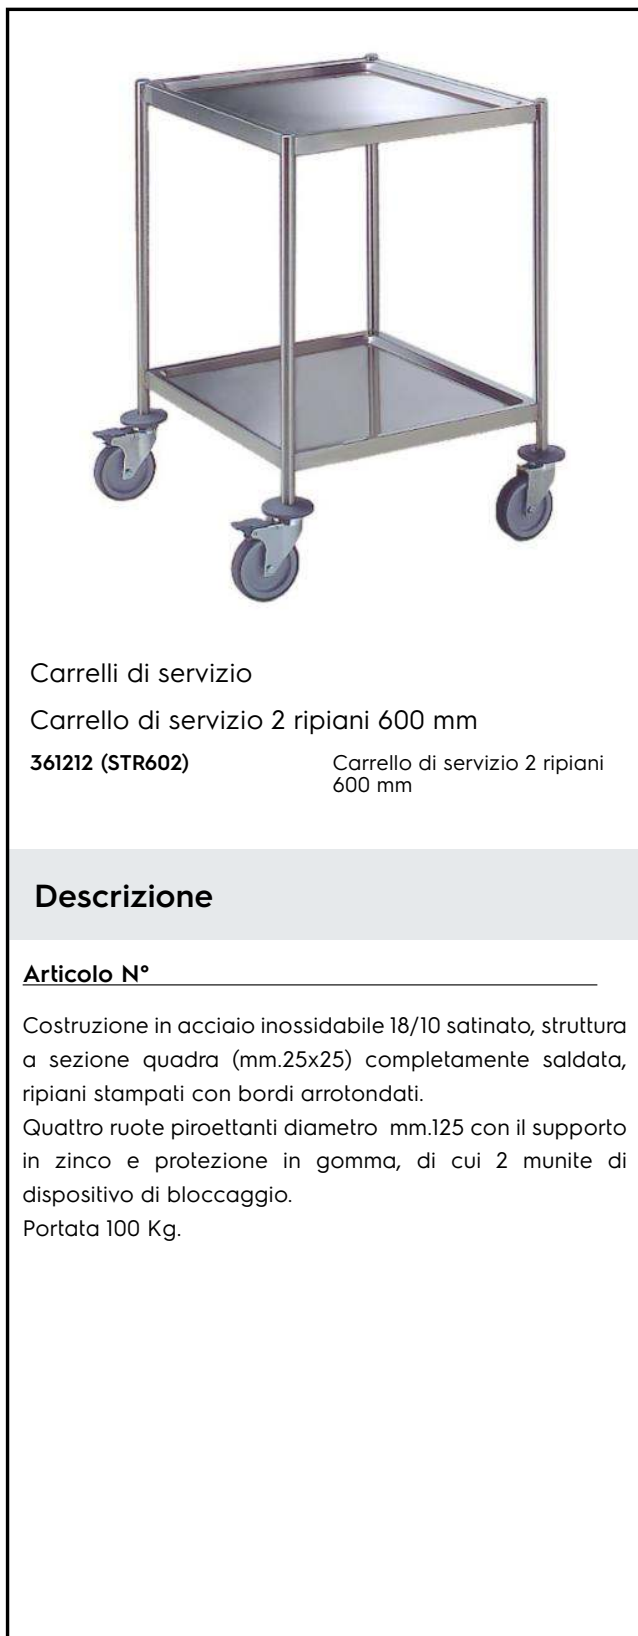 Carrelli di servizio
Carrello di servizio 2 ripiani 600 mm
361212 (STR602) Carrello di servizio 2 ripiani
600 mm
Descrizione
Articolo N°
Costruzione in acciaio inossidabile 18/10 satinato, struttura
a sezione quadra (mm.25x25) completamente saldata,
ripiani stampati con bordi arrotondati.
Quattro ruote piroettanti diametro mm.125 con il supporto
in zinco e protezione in gomma, di cui 2 munite di
dispositivo di bloccaggio.
Portata 100 Kg.